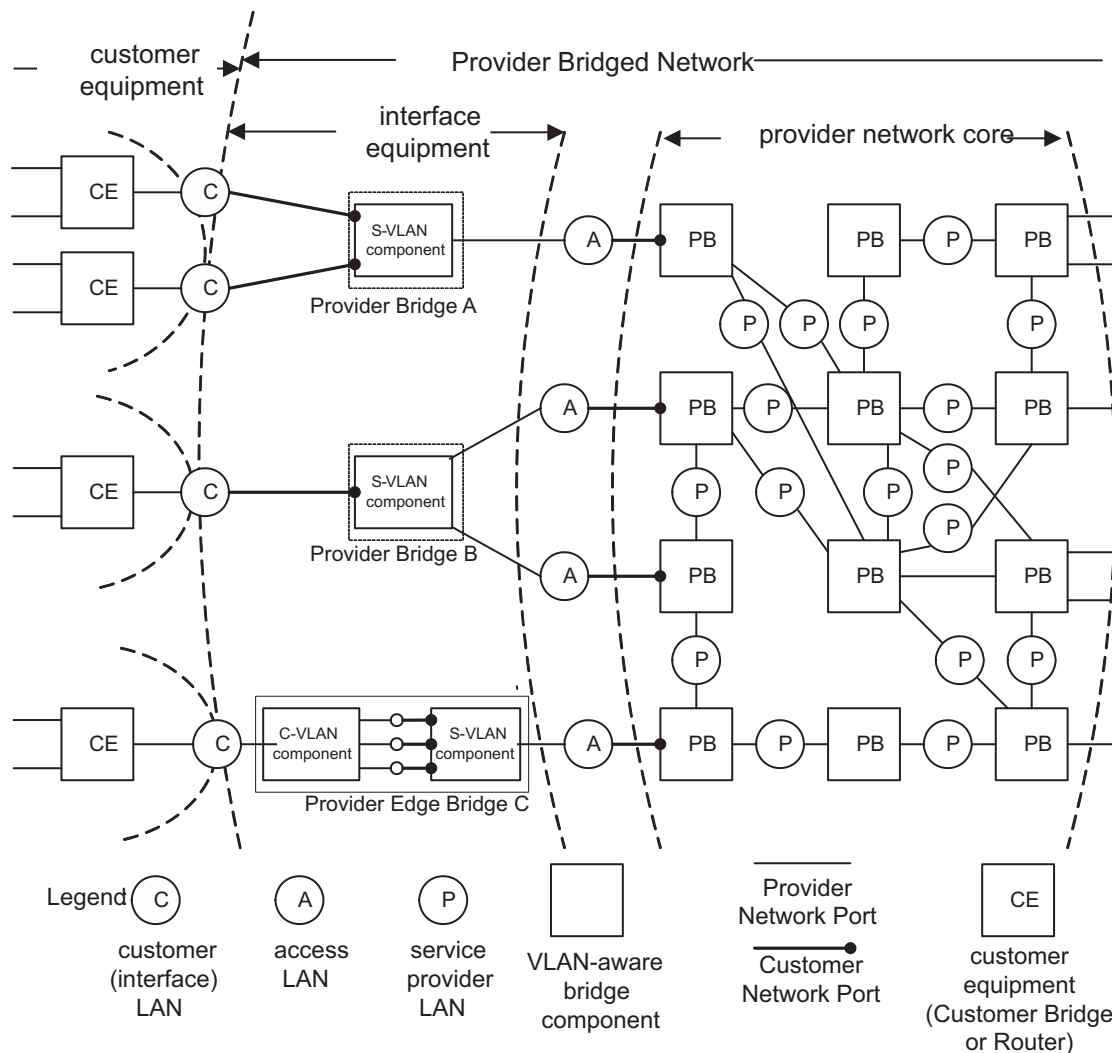 customer
equipment
Provider Bridged Network
interface
equipment
provider network core
CE
C
S-VLAN
component
A
PB
PB
P
PB
CE
C
Provider Bridge A
P
P
P
P
CE
C
S-VLAN
component
Provider Bridge B
A
PB
P
PB
P
PB
P
P
P
P
P
A
PB
PB
PB
P
P
P
CE
C
C-VLAN
component
S-VLAN
component
Provider Edge Bridge C
A
PB
P
PB
P
PB
Legend:
C
customer
(interface)
LAN
A
access
LAN
P
service
provider
LAN
VLAN-aware
bridge
component
Provider
Network Port
Customer
Network Port
CE
customer
equipment
(Customer Bridge
or Router)